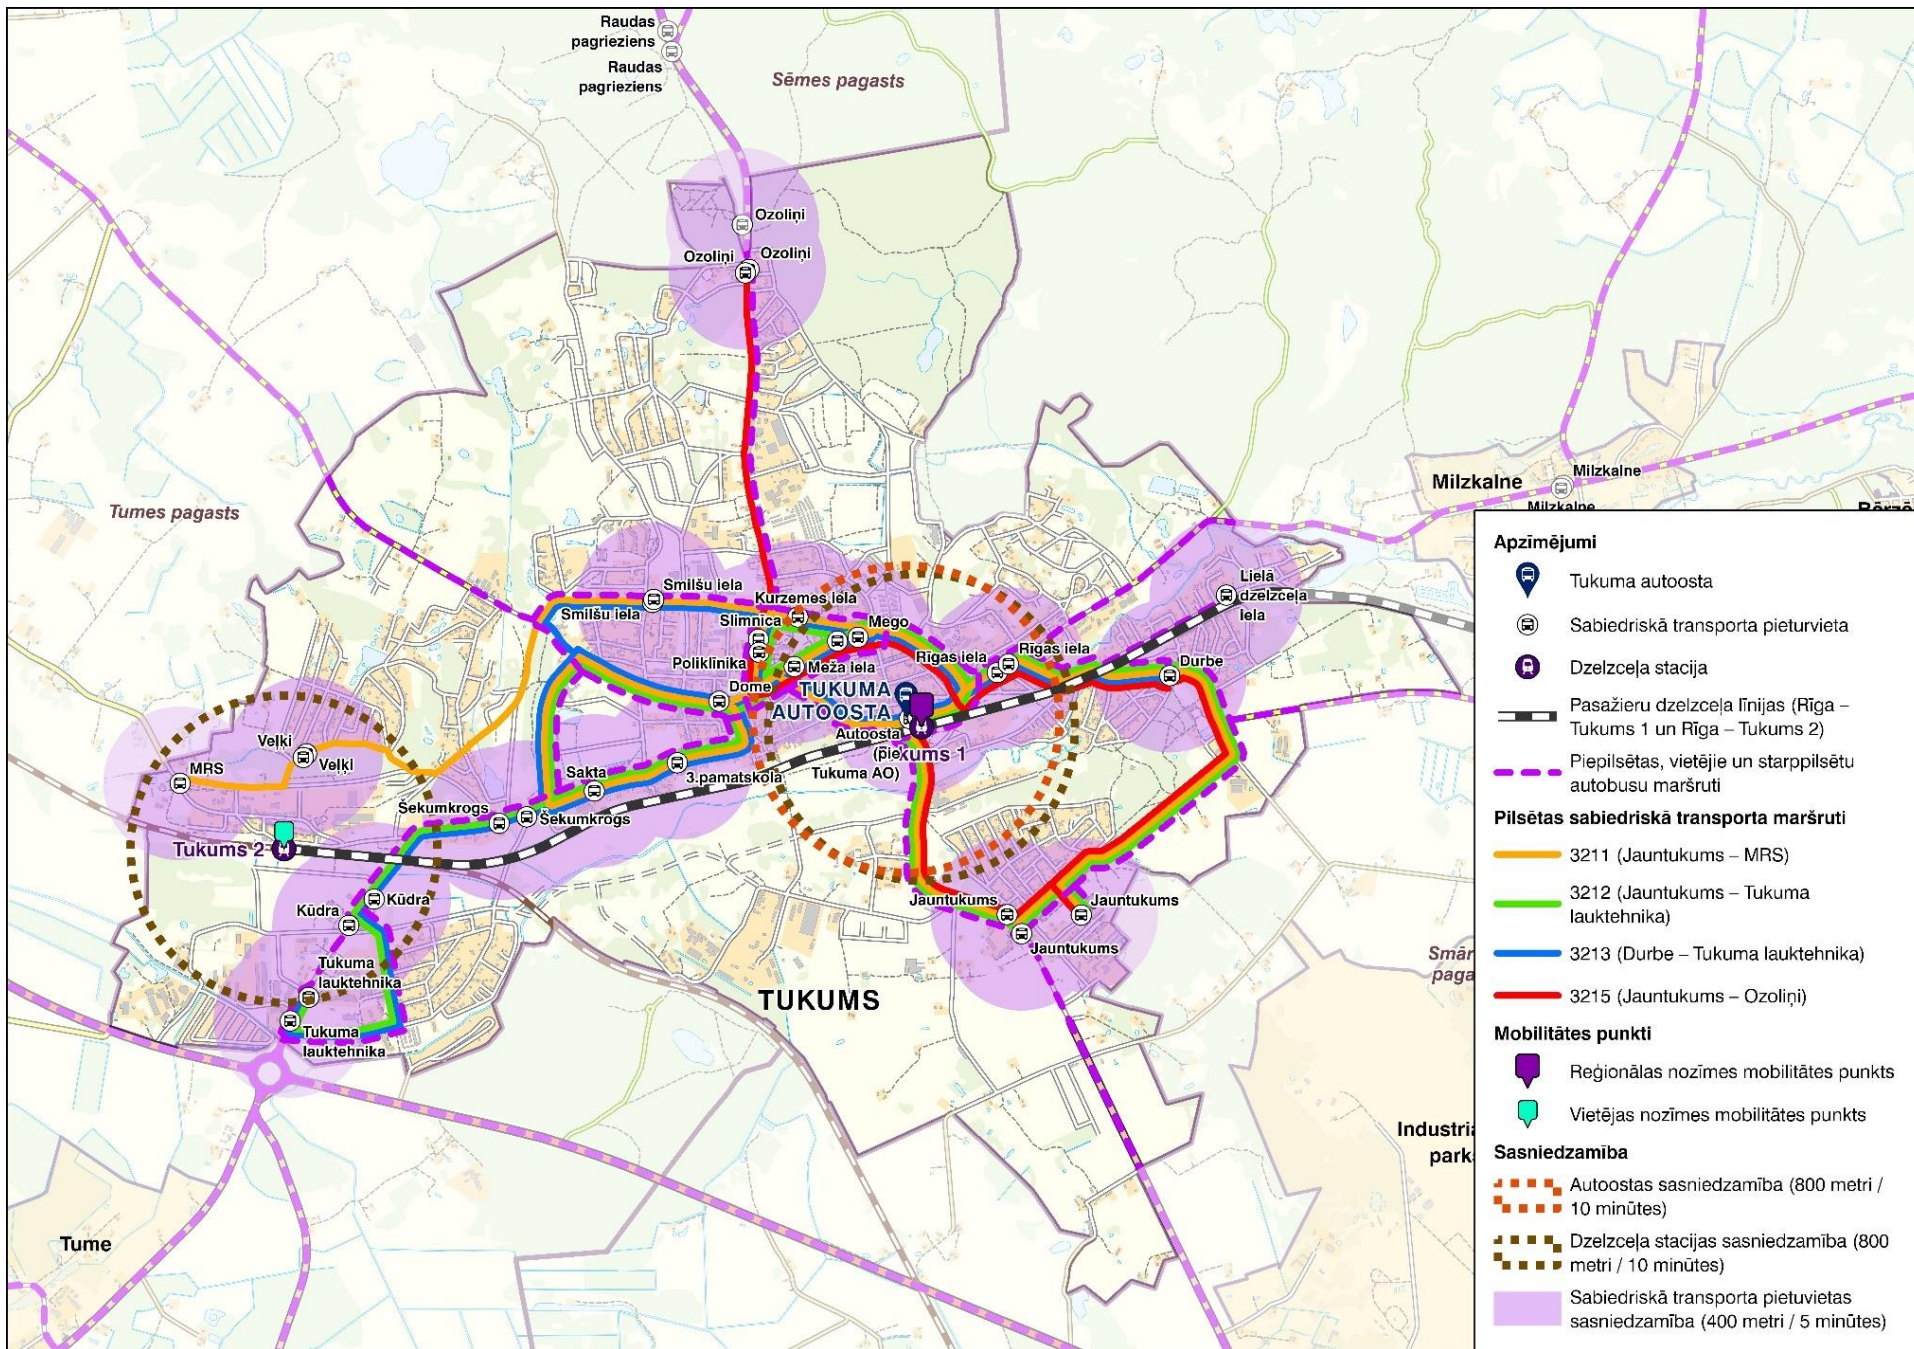 Raudas
pagrieziens
Raudas
pagrieziens
Sēmes pagasts
Ozoliņi
Ozoliņi
Ozoliņi
Tumes pagasts
Milzkalne
Milzkalne
Milzkalne
Smilšu iela
Smilšu iela
Kurzemes iela
Slimnīca
Mego
Poliklīnika
Meža iela
Rīgas iela
Rīgas iela
Lielā
dzelzceļa
iela
Durbe
Dome
TUKUMA
AUTOOSTA
Autoosta
(pie
Tukuma AO)
Tukums 1
Veļķi
Veļķi
MRS
Sakta
3.pamatskola
Šekumkrogs
Šekumkrogs
Tukums 2
Kūdra
Kūdra
Jauntukums
Jauntukums
Jauntukums
Tukuma
lauktehnika
Tukuma
lauktehnika
TUKUMS
Tume
Apzīmējumi
Tukuma autoosta
Sabiedriskā transporta pieturvieta
Dzelzceļa stacija
Pasažieru dzelzceļa līnijas (Rīga –
Tukums 1 un Rīga – Tukums 2)
Piepilsētas, vietējie un starppilsētu
autobusu maršruti
Pilsētas sabiedriskā transporta maršruti
3211 (Jauntukums – MRS)
3212 (Jauntukums – Tukuma
lauktehnika)
3213 (Durbe – Tukuma lauktehnika)
3215 (Jauntukums – Ozoliņi)
Mobilitātes punkti
Reģionālas nozīmes mobilitātes punkts
Vietējas nozīmes mobilitātes punkts
Sasniedzamība
Autoostas sasniedzamība (800 metri /
10 minūtes)
Dzelzceļa stacijas sasniedzamība (800
metri / 10 minūtes)
Sabiedriskā transporta pietuvietas
sasniedzamība (400 metri / 5 minūtes)